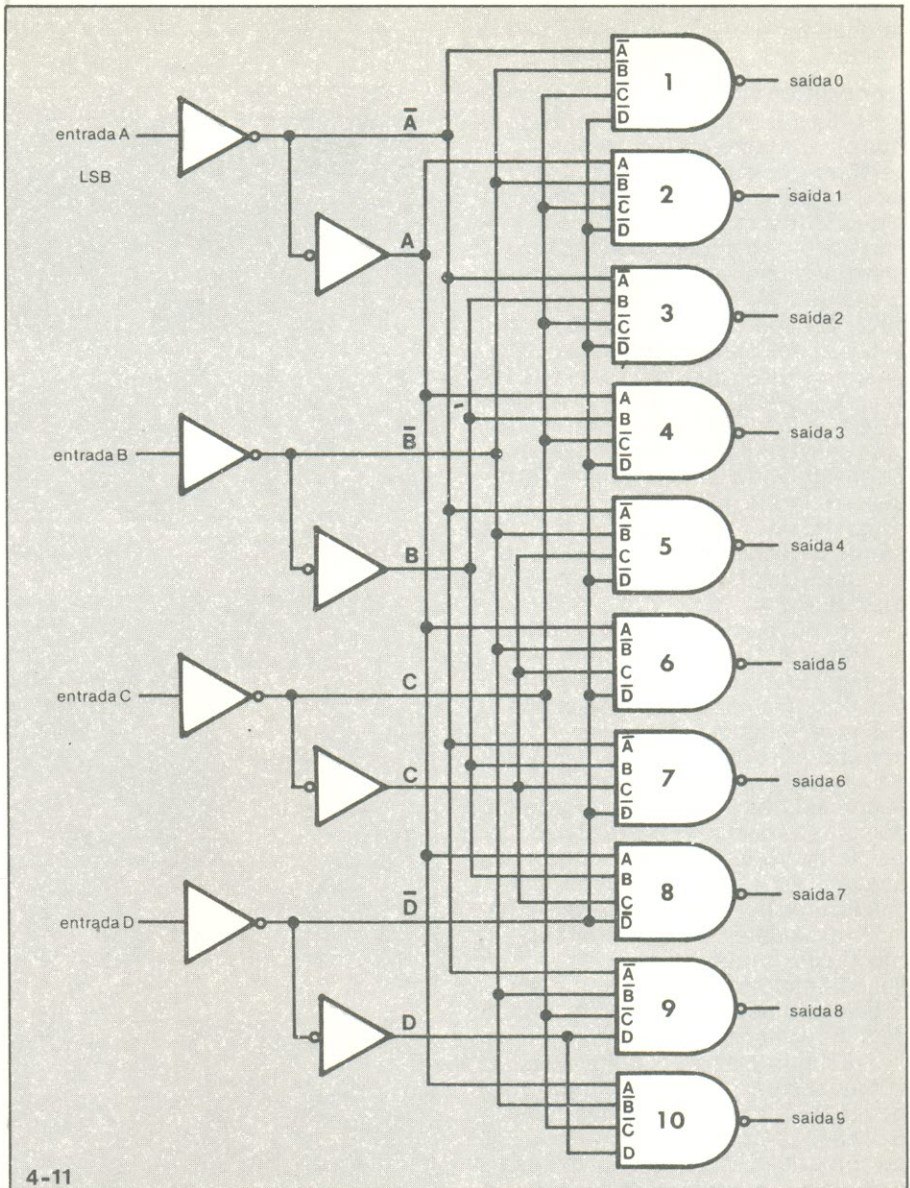 entrada A
LSB
A̅
A
entrada B
B̅
B
entrada C
C
C
entrada D
D̅
D
A̅
B̅
C̅
D̅
1
saida 0
A
B̅
C̅
D̅
2
saida 1
A̅
B
C̅
D̅
3
saida 2
A
B
C̅
D̅
4
saida 3
A̅
B̅
C
D̅
5
saida 4
A
B̅
C
D̅
6
saida 5
A̅
B
C
D̅
7
saida 6
A
B
C
D̅
8
saida 7
A̅
B̅
C̅
D
9
saida 8
A
B̅
C̅
D
10
saida 9
4-11